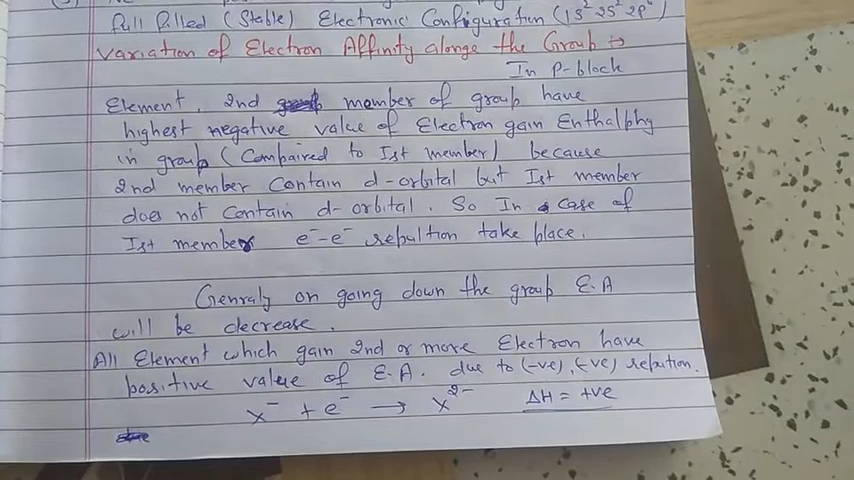 full filled (Stable) Electronic Configuration (1s² 2s² 2p⁶)
Variation of Electron Affinity alonge the Group →
In P-block
Element, 2nd member of group have
highest negative value of Electron gain Enthalphy
in group (Compaired to Ist member) because
2nd member Contain d-orbital but Ist member
does not Contain d-orbital. So In Case of
Ist member e⁻-e⁻ repultion take place.
Genraly on going down the group E.A
will be decrease.
All Element which gain 2nd or more Electron have
positive value of E.A. due to (-ve), (-ve) repution.
X⁻ + e⁻ → X²⁻ ΔH = +ve